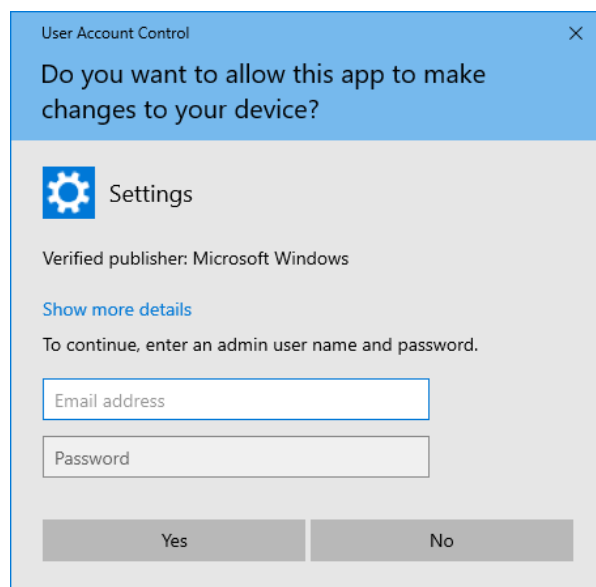 User Account Control
Do you want to allow this app to make
changes to your device?
Settings
Verified publisher: Microsoft Windows
Show more details
To continue, enter an admin user name and password.
Email address
Password
Yes
No